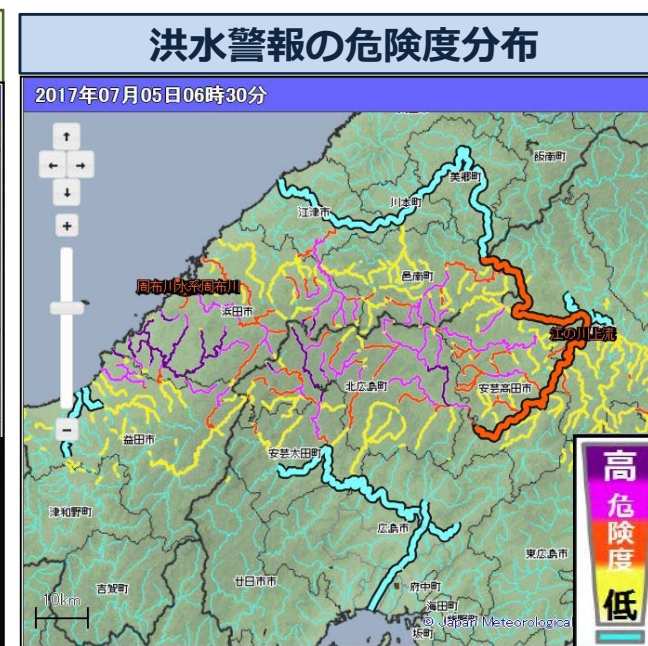 洪水警報の危険度分布
2017年07月05日06時30分
飯南町
美郷町
川本町
江津市
邑南町
周布川水系周布川
浜田市
江の川上流
北広島町
安芸高田市
益田市
安芸太田町
高
危険度
低
津和野町
広島市
東広島市
吉賀町
廿日市市
府中町
10km
海田町
© Japan Meteorological
坂町